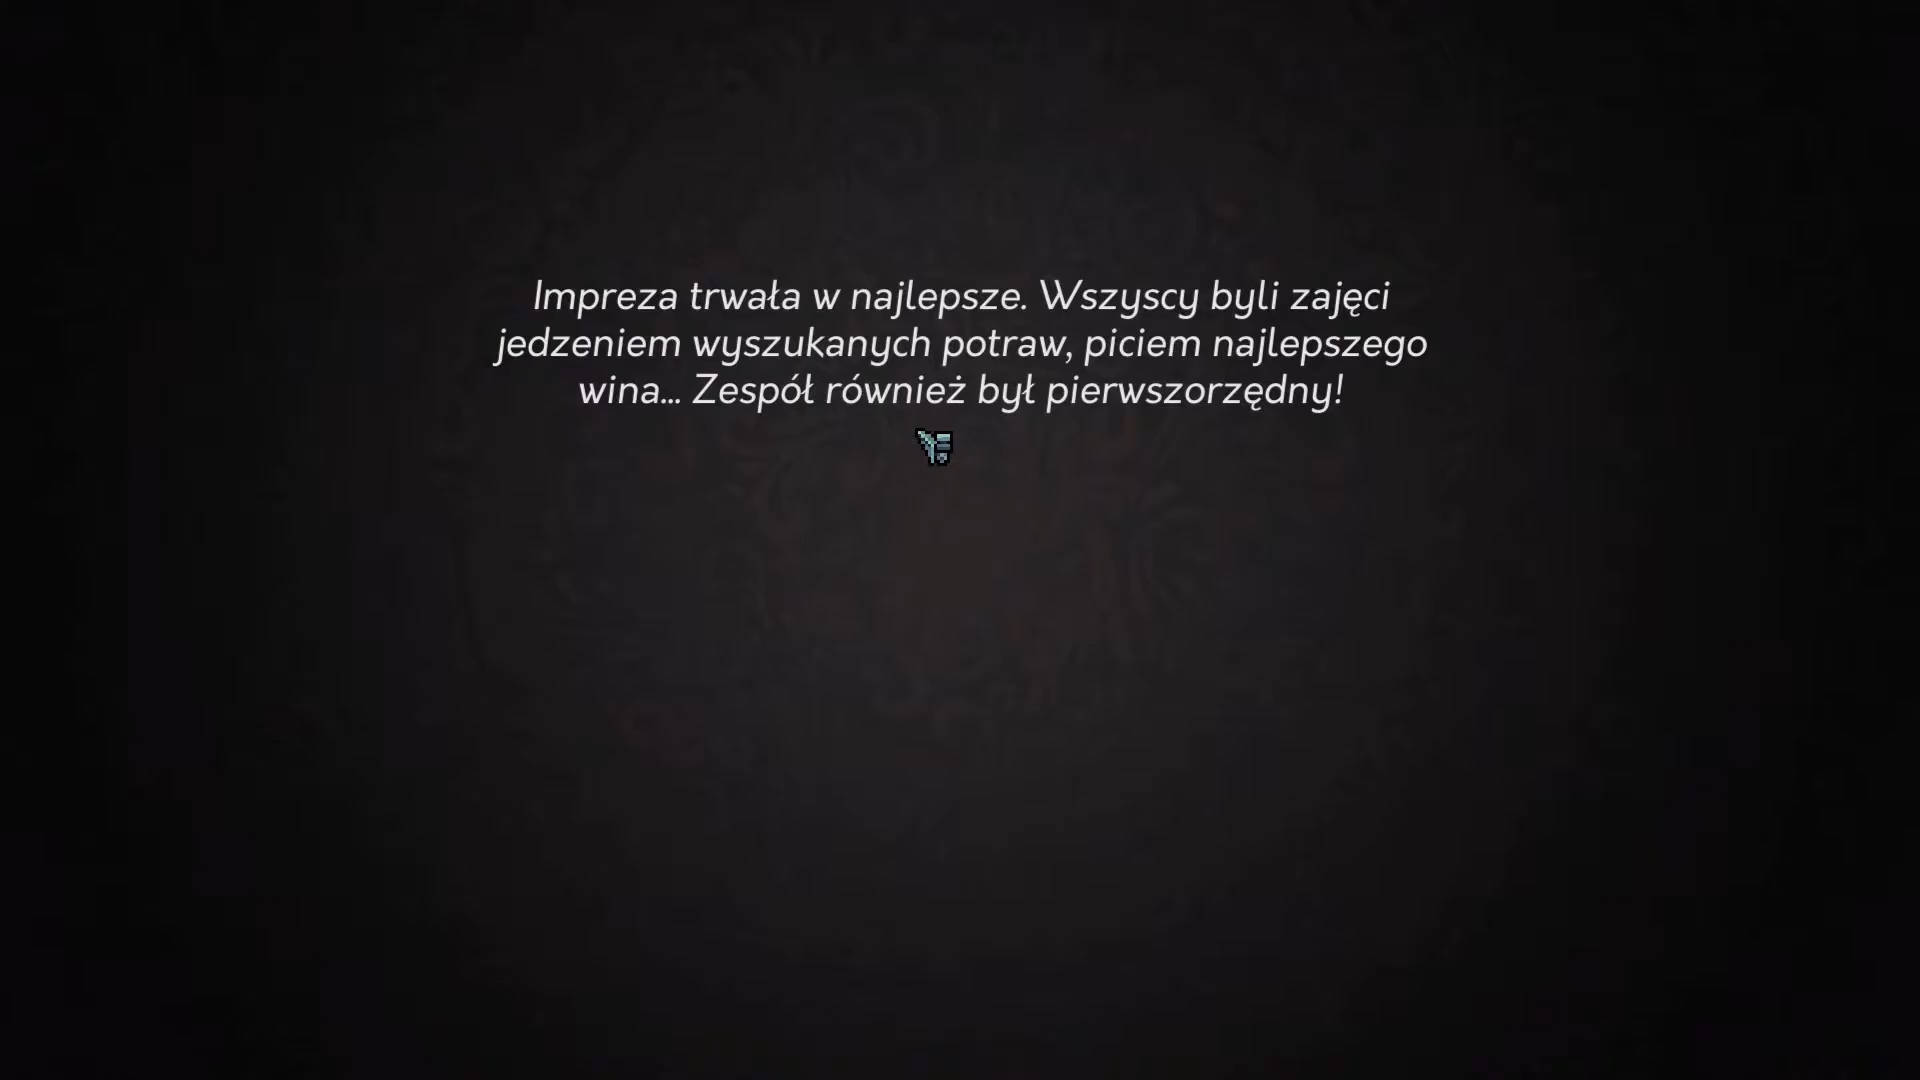 Impreza trwała w najlepsze. Wszyscy byli zajęci
jedzeniem wyszukanych potraw, piciem najlepszego
wina... Zespół również był pierwszorzędny!